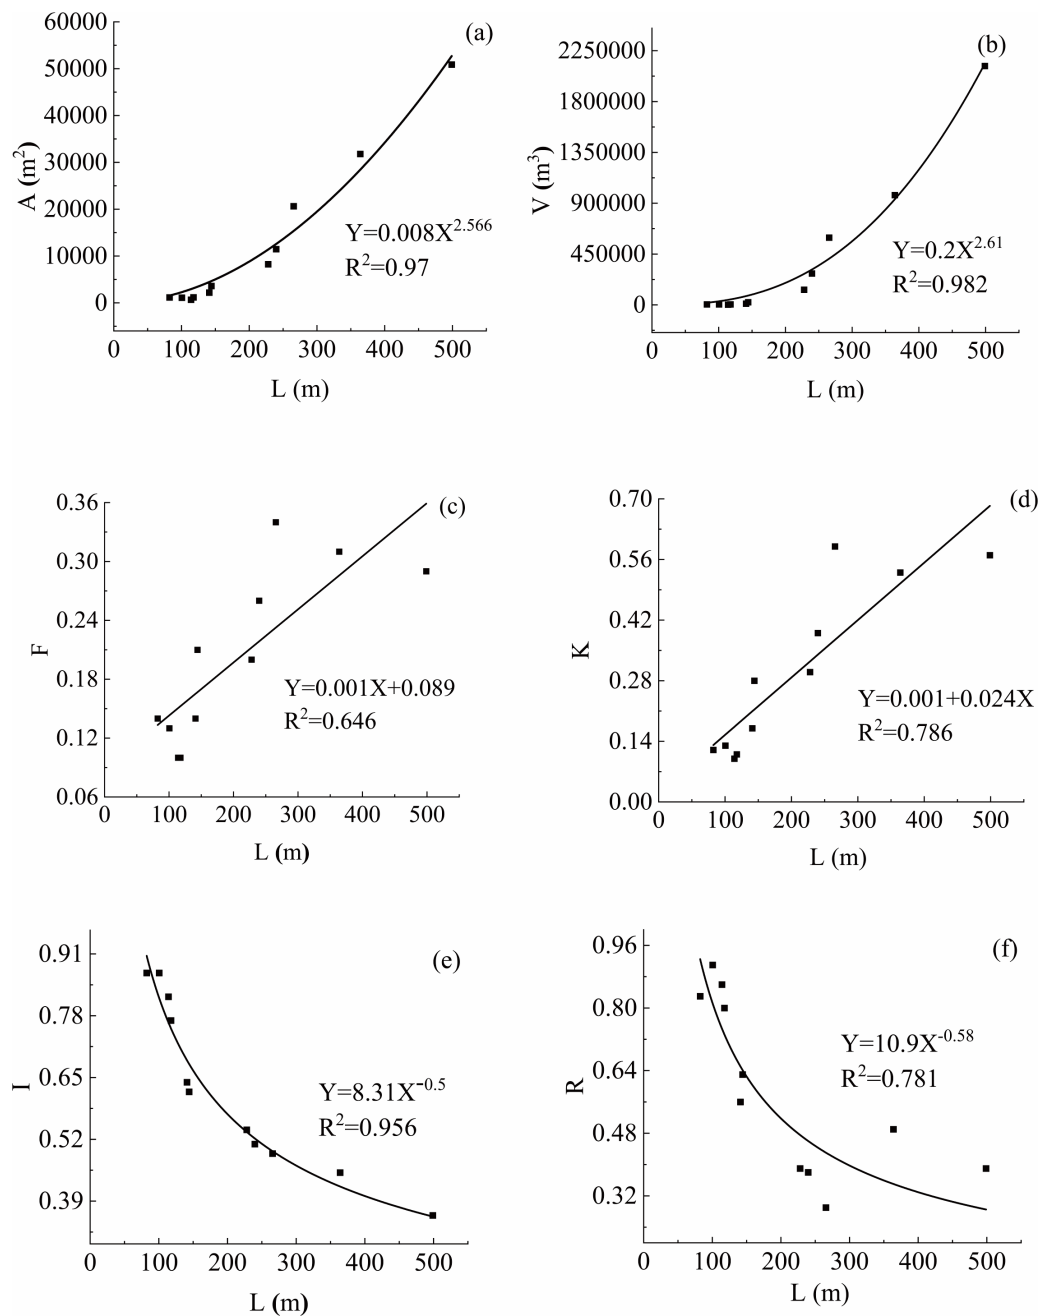 (a)
60000
50000
40000
30000
20000
10000
0
A (m²)
Y=0.008X^2.566
R²=0.97
0 100 200 300 400 500
L (m)
(b)
2250000
1800000
1350000
900000
450000
0
V (m³)
Y=0.2X^2.61
R²=0.982
0 100 200 300 400 500
L (m)
(c)
0.36
0.30
0.24
0.18
0.12
0.06
F
Y=0.001X+0.089
R²=0.646
0 100 200 300 400 500
L (m)
(d)
0.70
0.56
0.42
0.28
0.14
0.00
K
Y=0.001+0.024X
R²=0.786
0 100 200 300 400 500
L (m)
(e)
0.91
0.78
0.65
0.52
0.39
I
Y=8.31X^-0.5
R²=0.956
0 100 200 300 400 500
L (m)
(f)
0.96
0.80
0.64
0.48
0.32
R
Y=10.9X^-0.58
R²=0.781
0 100 200 300 400 500
L (m)